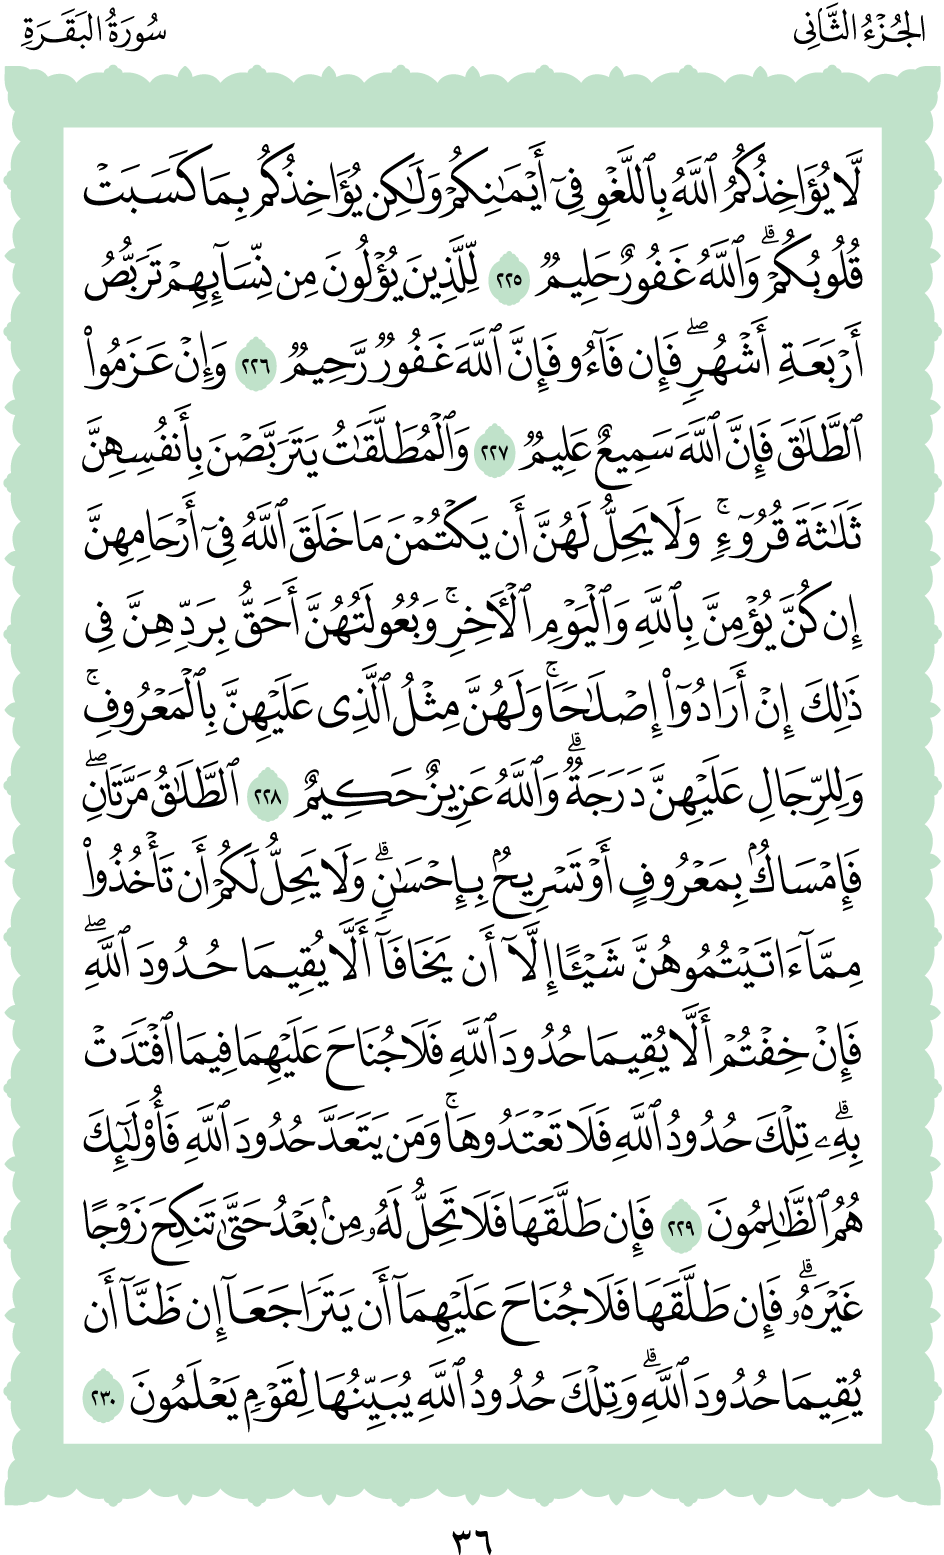 الجُزْءُ الثَّانِي
سُورَةُ البَقَرَةِ
لَّا يُؤَاخِذُكُمُ ٱللَّهُ بِٱللَّغْوِ فِىٓ أَيْمَـٰنِكُمْ وَلَـٰكِن يُؤَاخِذُكُم بِمَا كَسَبَتْ
قُلُوبُكُمْ ۗ وَٱللَّهُ غَفُورٌ حَلِيمٌ ٢٢٥ لِّلَّذِينَ يُؤْلُونَ مِن نِّسَآئِهِمْ تَرَبُّصُ
أَرْبَعَةِ أَشْهُرٍ ۖ فَإِن فَآءُو فَإِنَّ ٱللَّهَ غَفُورٌ رَّحِيمٌ ٢٢٦ وَإِنْ عَزَمُوا۟
ٱلطَّلَـٰقَ فَإِنَّ ٱللَّهَ سَمِيعٌ عَلِيمٌ ٢٢٧ وَٱلْمُطَلَّقَـٰتُ يَتَرَبَّصْنَ بِأَنفُسِهِنَّ
ثَلَـٰثَةَ قُرُوٓءٍ ۚ وَلَا يَحِلُّ لَهُنَّ أَن يَكْتُمْنَ مَا خَلَقَ ٱللَّهُ فِىٓ أَرْحَامِهِنَّ
إِن كُنَّ يُؤْمِنَّ بِٱللَّهِ وَٱلْيَوْمِ ٱلْـَٔاخِرِ ۚ وَبُعُولَتُهُنَّ أَحَقُّ بِرَدِّهِنَّ فِى
ذَٰلِكَ إِنْ أَرَادُوٓا۟ إِصْلَـٰحًا ۚ وَلَهُنَّ مِثْلُ ٱلَّذِى عَلَيْهِنَّ بِٱلْمَعْرُوفِ ۚ
وَلِلرِّجَالِ عَلَيْهِنَّ دَرَجَةٌ ۗ وَٱللَّهُ عَزِيزٌ حَكِيمٌ ٢٢٨ ٱلطَّلَـٰقُ مَرَّتَانِ ۖ
فَإِمْسَاكٌۢ بِمَعْرُوفٍ أَوْ تَسْرِيحٌۢ بِإِحْسَـٰنٍ ۗ وَلَا يَحِلُّ لَكُمْ أَن تَأْخُذُوا۟
مِمَّآ ءَاتَيْتُمُوهُنَّ شَيْـًٔا إِلَّآ أَن يَخَافَآ أَلَّا يُقِيمَا حُدُودَ ٱللَّهِ ۖ
فَإِنْ خِفْتُمْ أَلَّا يُقِيمَا حُدُودَ ٱللَّهِ فَلَا جُنَاحَ عَلَيْهِمَا فِيمَا ٱفْتَدَتْ
بِهِۦ ۗ تِلْكَ حُدُودُ ٱللَّهِ فَلَا تَعْتَدُوهَا ۚ وَمَن يَتَعَدَّ حُدُودَ ٱللَّهِ فَأُو۟لَـٰٓئِكَ
هُمُ ٱلظَّـٰلِمُونَ ٢٢٩ فَإِن طَلَّقَهَا فَلَا تَحِلُّ لَهُۥ مِنۢ بَعْدُ حَتَّىٰ تَنكِحَ زَوْجًا
غَيْرَهُۥ ۗ فَإِن طَلَّقَهَا فَلَا جُنَاحَ عَلَيْهِمَآ أَن يَتَرَاجَعَآ إِن ظَنَّآ أَن
يُقِيمَا حُدُودَ ٱللَّهِ ۗ وَتِلْكَ حُدُودُ ٱللَّهِ يُبَيِّنُهَا لِقَوْمٍ يَعْلَمُونَ ٢٣٠
٣٦